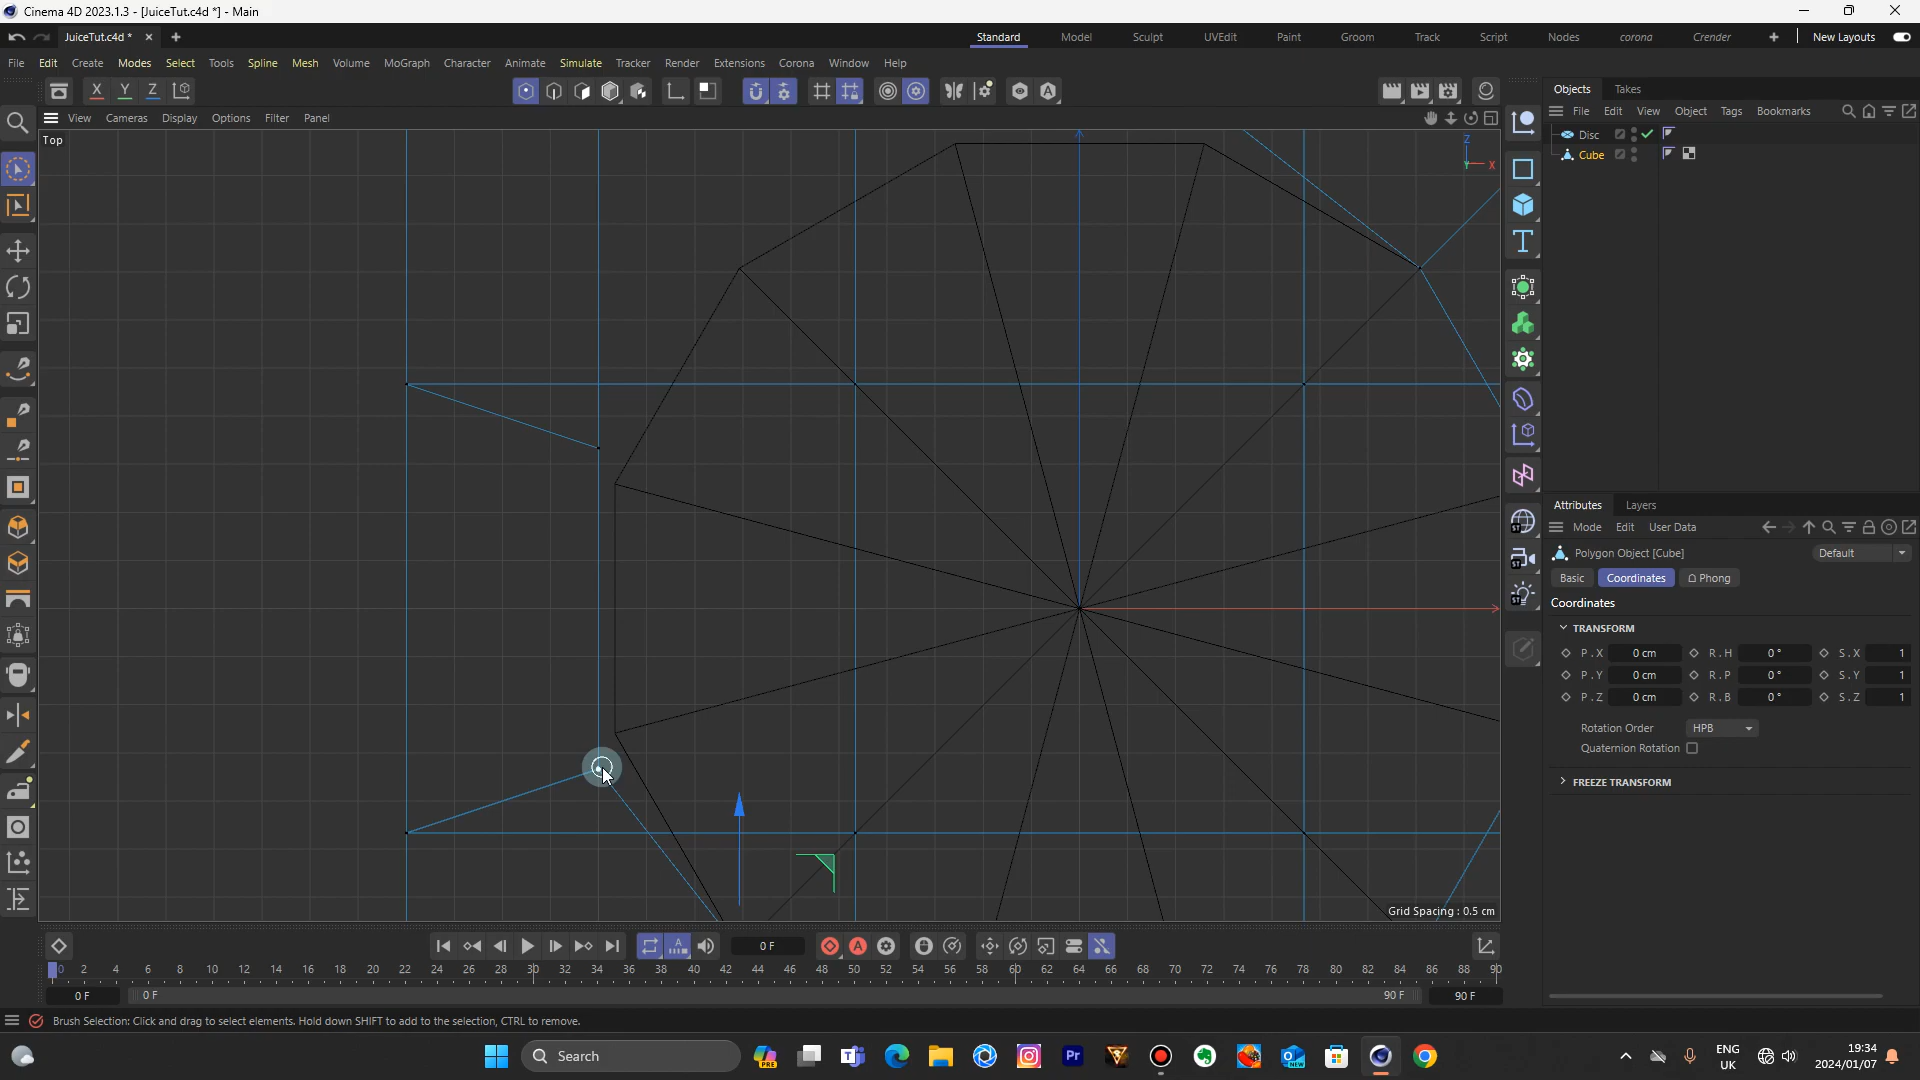 Cinema 4D 2023.1.3 - [JuiceTut.c4d *] - Main
JuiceTut.c4d *
Standard Model Sculpt UVEdit Paint Groom Track Script Nodes corona Crender New Layouts
File Edit Create Modes Select Tools Spline Mesh Volume MoGraph Character Animate Simulate Tracker Render Extensions Corona Window Help
X Y Z
Objects Takes
View Cameras Display Options Filter Panel
File Edit View Object Tags Bookmarks
Top
Z
Y X
Disc
Cube
Attributes Layers
Mode Edit User Data
Polygon Object [Cube] Default
Basic Coordinates Phong
Coordinates
TRANSFORM
P . X 0 cm R . H 0 ° S . X 1
P . Y 0 cm R . P 0 ° S . Y 1
P . Z 0 cm R . B 0 ° S . Z 1
Rotation Order HPB
Quaternion Rotation
FREEZE TRANSFORM
Grid Spacing : 0.5 cm
0 F
0 2 4 6 8 10 12 14 16 18 20 22 24 26 28 30 32 34 36 38 40 42 44 46 48 50 52 54 56 58 60 62 64 66 68 70 72 74 76 78 80 82 84 86 88 90
0 F 0 F 90 F 90 F
Brush Selection: Click and drag to select elements. Hold down SHIFT to add to the selection, CTRL to remove.
Search
PRE
Pr
NEW
ENG
UK
19:34
2024/01/07